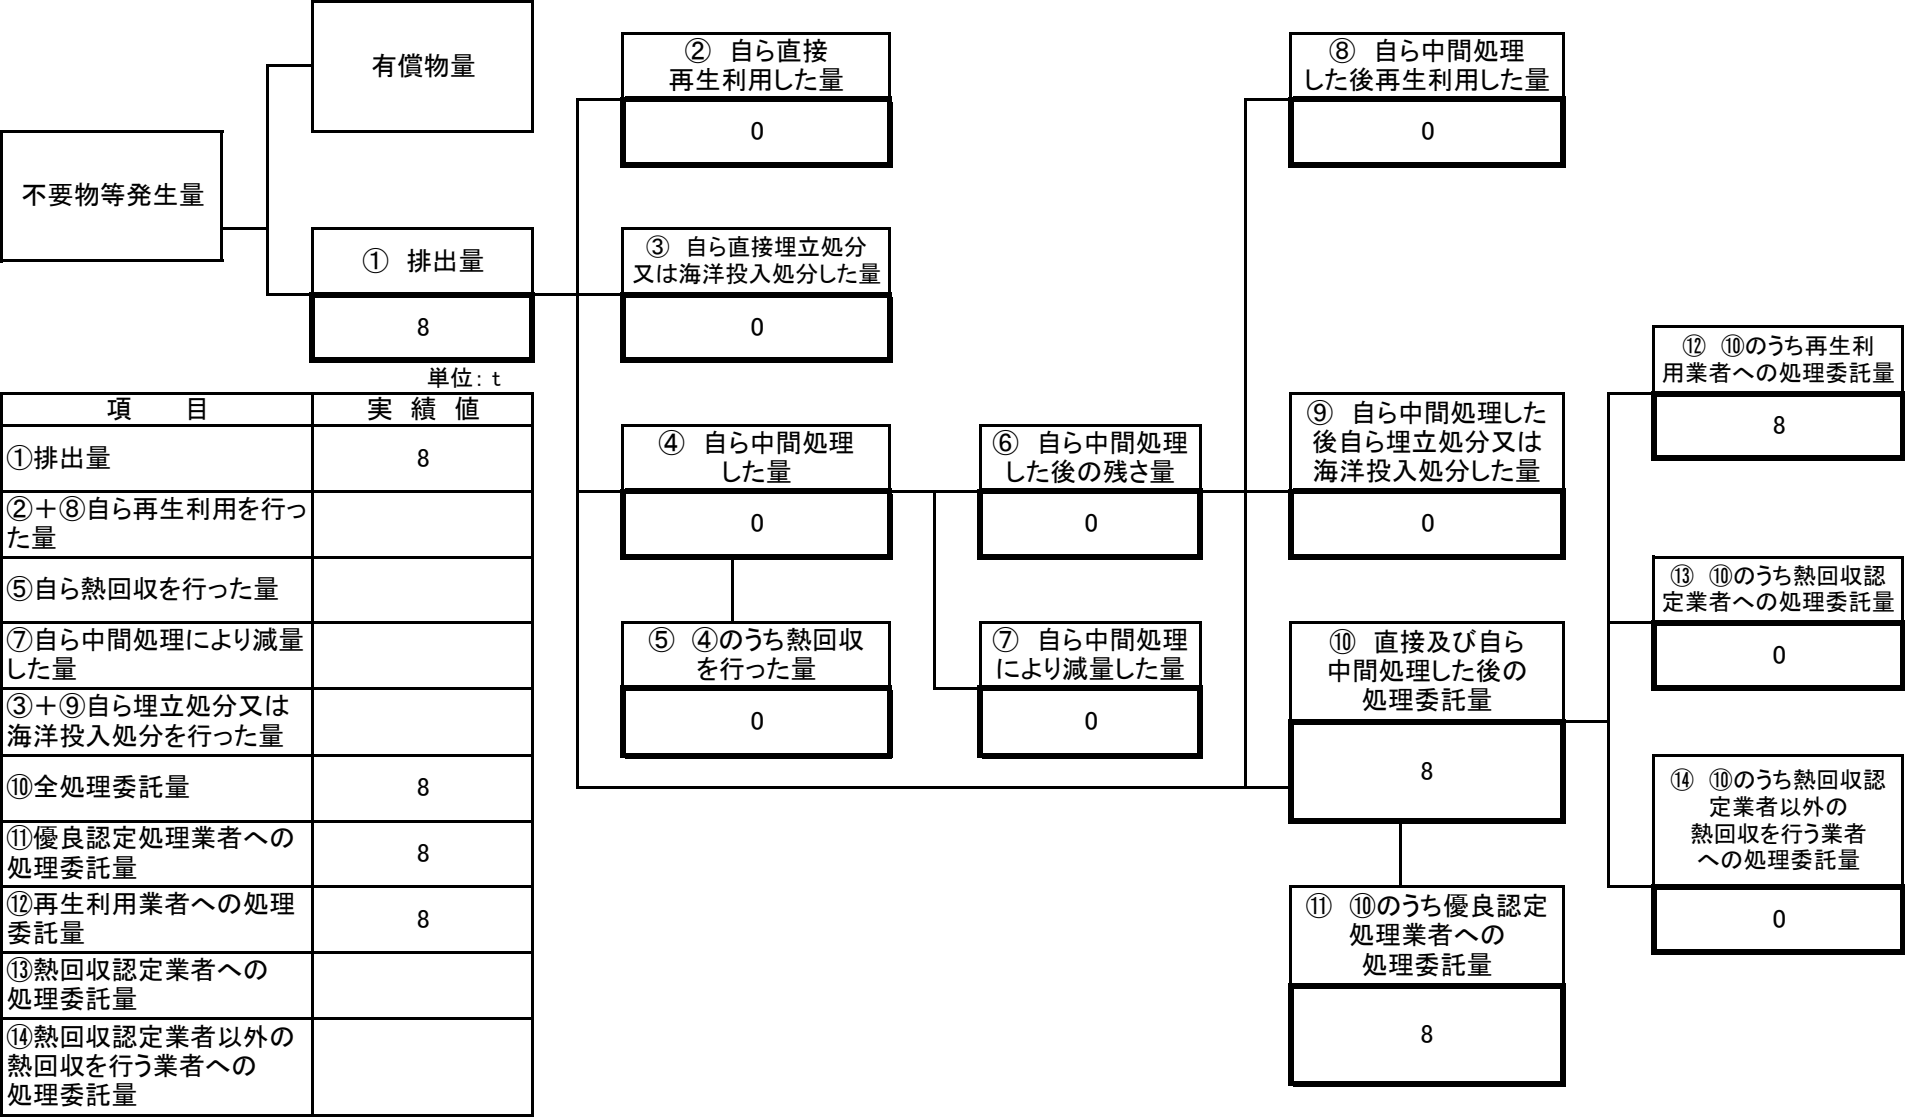 有償物量
不要物等発生量
① 排出量
8
② 自ら直接
再生利用した量
0
③ 自ら直接埋立処分
又は海洋投入処分した量
0
④ 自ら中間処理
した量
0
⑤ ④のうち熱回収
を行った量
0
⑥ 自ら中間処理
した後の残さ量
0
⑦ 自ら中間処理
により減量した量
0
⑧ 自ら中間処理
した後再生利用した量
0
⑨ 自ら中間処理した
後自ら埋立処分又は
海洋投入処分した量
0
⑩ 直接及び自ら
中間処理した後の
処理委託量
8
⑪ ⑩のうち優良認定
処理業者への
処理委託量
8
⑫ ⑩のうち再生利
用業者への処理委託量
8
⑬ ⑩のうち熱回収認
定業者への処理委託量
0
⑭ ⑩のうち熱回収認
定業者以外の
熱回収を行う業者
への処理委託量
0
単位：t
項 目 実 績 値
①排出量 8
②＋⑧自ら再生利用を行っ
た量
⑤自ら熱回収を行った量
⑦自ら中間処理により減量
した量
③＋⑨自ら埋立処分又は
海洋投入処分を行った量
⑩全処理委託量 8
⑪優良認定処理業者への
処理委託量 8
⑫再生利用業者への処理
委託量 8
⑬熱回収認定業者への
処理委託量
⑭熱回収認定業者以外の
熱回収を行う業者への
処理委託量